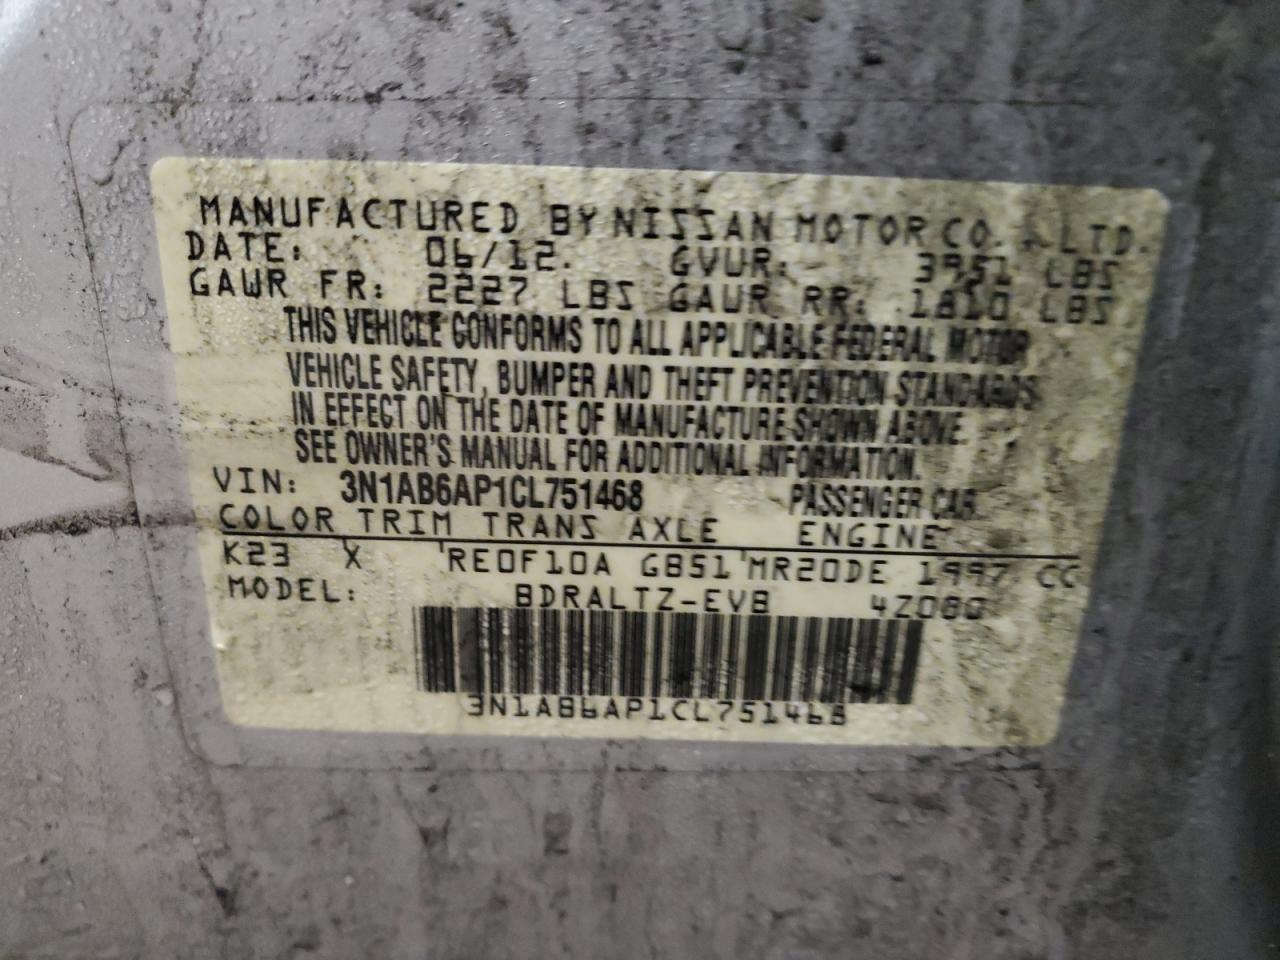 MANUFACTURED BY NISSAN MOTOR CO., LTD.
DATE: 06/12. GVWR: 3951 LBS
GAWR FR: 2227 LBS GAWR RR: 1810 LBS
THIS VEHICLE CONFORMS TO ALL APPLICABLE FEDERAL MOTOR
VEHICLE SAFETY, BUMPER AND THEFT PREVENTION STANDARDS
IN EFFECT ON THE DATE OF MANUFACTURE SHOWN ABOVE.
SEE OWNER'S MANUAL FOR ADDITIONAL INFORMATION.
VIN: 3N1AB6AP1CL751468 PASSENGER CAR
COLOR TRIM TRANS AXLE ENGINE
K23 X RE0F10A GB51 MR20DE 1997 CC
MODEL: BDRALTZ-EVB 4Z080
3N1AB6AP1CL751468